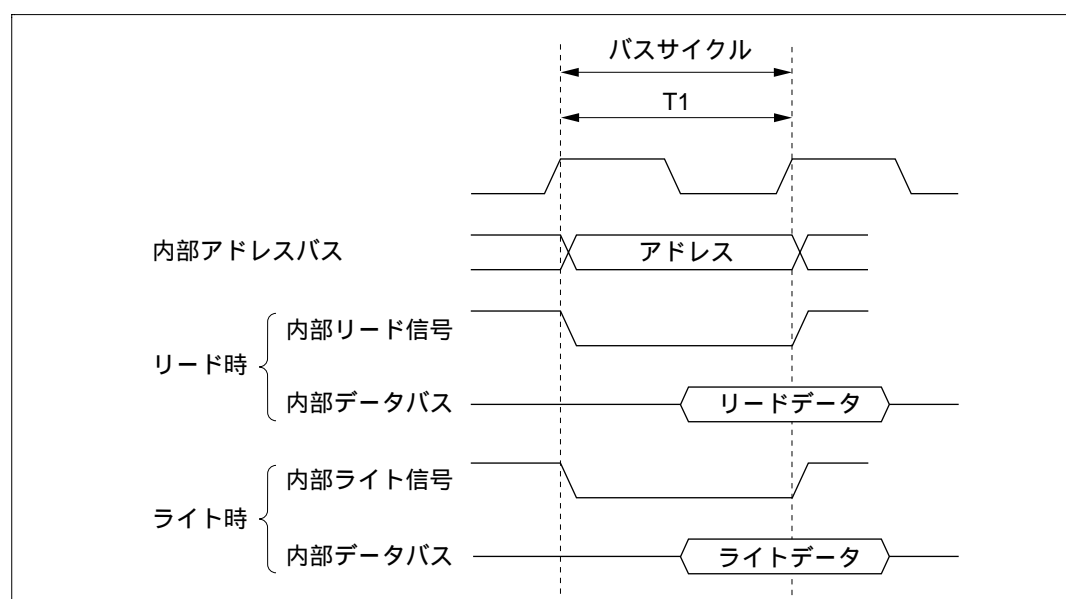 バスサイクル
T1
内部アドレスバス
アドレス
リード時
内部リード信号
内部データバス
リードデータ
ライト時
内部ライト信号
内部データバス
ライトデータ